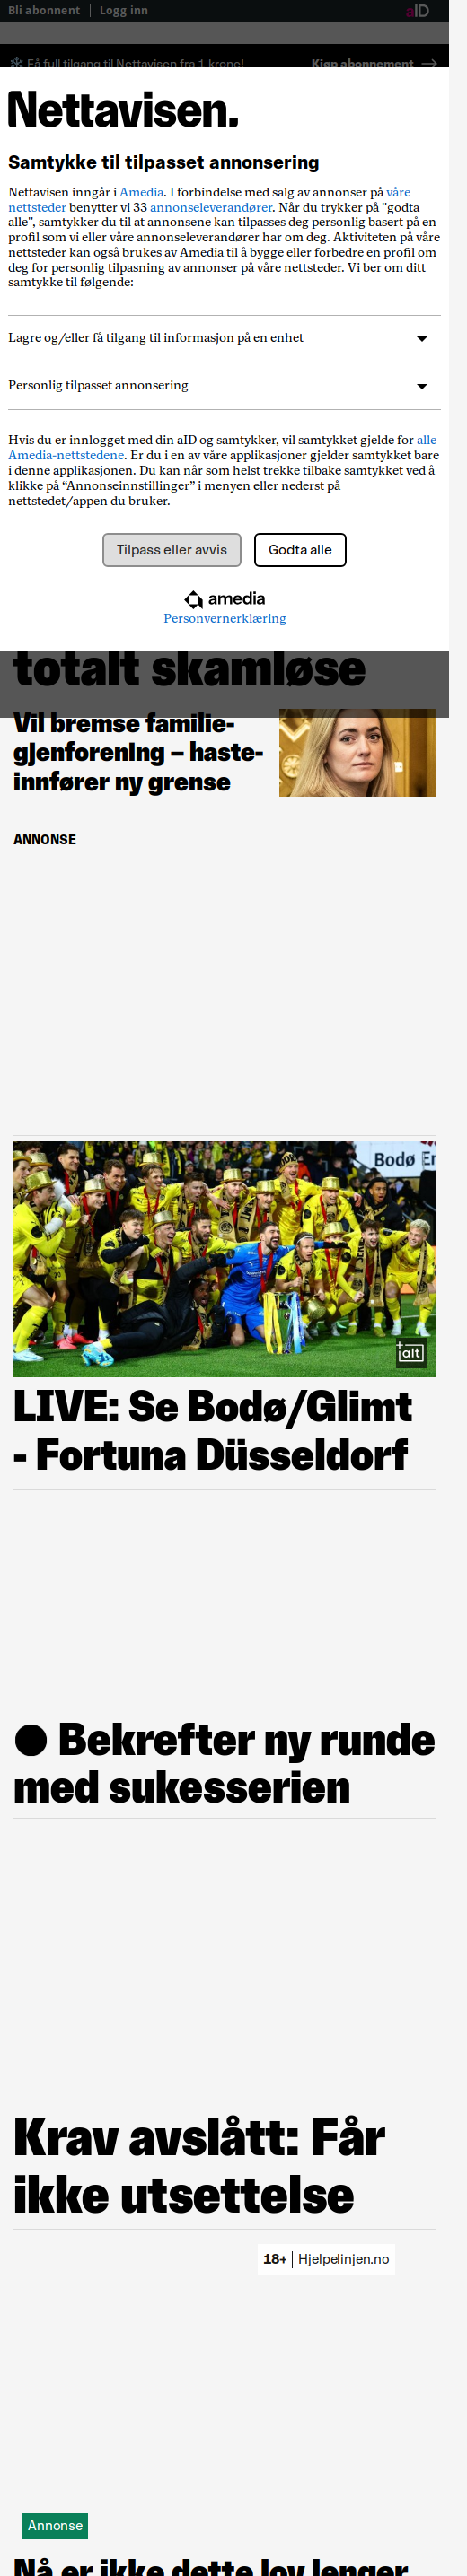 Bli abonnent | Logg inn
aID
Få full tilgang til Nettavisen fra 1 krone!
Kjøp abonnement →
Nettavisen.
Samtykke til tilpasset annonsering
Nettavisen inngår i Amedia. I forbindelse med salg av annonser på våre
nettsteder benytter vi 33 annonseleverandører. Når du trykker på "godta
alle", samtykker du til at annonsene kan tilpasses deg personlig basert på en
profil som vi eller våre annonseleverandører har om deg. Aktiviteten på våre
nettsteder kan også brukes av Amedia til å bygge eller forbedre en profil om
deg for personlig tilpasning av annonser på våre nettsteder. Vi ber om ditt
samtykke til følgende:
Lagre og/eller få tilgang til informasjon på en enhet
Personlig tilpasset annonsering
Hvis du er innlogget med din aID og samtykker, vil samtykket gjelde for alle
Amedia-nettstedene. Er du i en av våre applikasjoner gjelder samtykket bare
i denne applikasjonen. Du kan når som helst trekke tilbake samtykket ved å
klikke på “Annonseinnstillinger” i menyen eller nederst på
nettstedet/appen du bruker.
Tilpass eller avvis
Godta alle
amedia
Personvernerklæring
totalt skamløse
Vil bremse familie-
gjenforening – haste-
innfører ny grense
ANNONSE
Bodø
+alt
LIVE: Se Bodø/Glimt
- Fortuna Düsseldorf
● Bekrefter ny runde
med suksesserien
Krav avslått: Får
ikke utsettelse
18+ | Hjelpelinjen.no
Annonse
Nå er ikke dette lov lenger